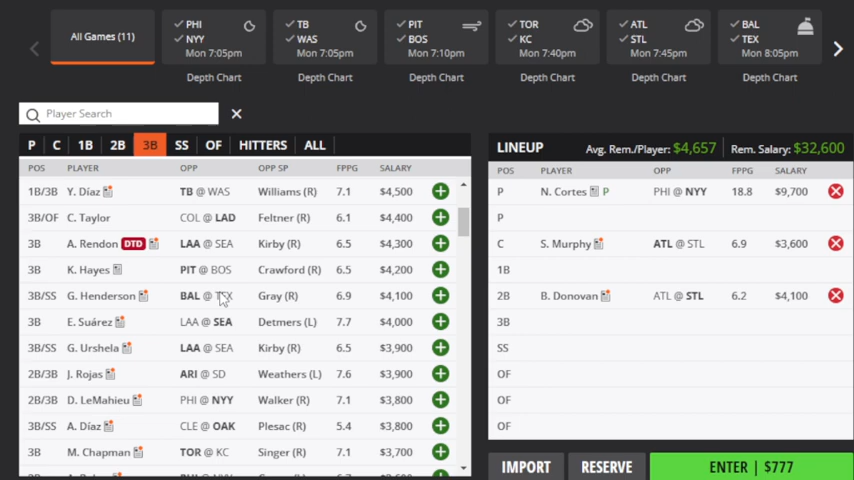 All Games (11)
PHI
NYY
Mon 7:05pm
Depth Chart
TB
WAS
Mon 7:05pm
Depth Chart
PIT
BOS
Mon 7:10pm
Depth Chart
TOR
KC
Mon 7:40pm
Depth Chart
ATL
STL
Mon 7:45pm
Depth Chart
BAL
TEX
Mon 8:05pm
Depth Chart
Player Search
P C 1B 2B 3B SS OF HITTERS ALL
POS PLAYER OPP OPP SP FPPG SALARY
1B/3B Y. Díaz TB @ WAS Williams (R) 7.1 $4,500
3B/OF C. Taylor COL @ LAD Feltner (R) 6.1 $4,400
3B A. Rendon DTD LAA @ SEA Kirby (R) 6.5 $4,300
3B K. Hayes PIT @ BOS Crawford (R) 6.5 $4,200
3B/SS G. Henderson BAL @ TEX Gray (R) 6.9 $4,100
3B E. Suárez LAA @ SEA Detmers (L) 7.7 $4,000
3B/SS G. Urshela LAA @ SEA Kirby (R) 6.5 $3,900
2B/3B J. Rojas ARI @ SD Weathers (L) 7.6 $3,900
2B/3B D. LeMahieu PHI @ NYY Walker (R) 7.1 $3,800
3B/SS A. Díaz CLE @ OAK Plesac (R) 5.4 $3,800
3B M. Chapman TOR @ KC Singer (R) 7.1 $3,700
LINEUP Avg. Rem./Player: $4,657 Rem. Salary: $32,600
POS PLAYER OPP FPPG SALARY
P N. Cortes P PHI @ NYY 18.8 $9,700
P
C S. Murphy ATL @ STL 6.9 $3,600
1B
2B B. Donovan ATL @ STL 6.2 $4,100
3B
SS
OF
OF
OF
IMPORT RESERVE ENTER | $777